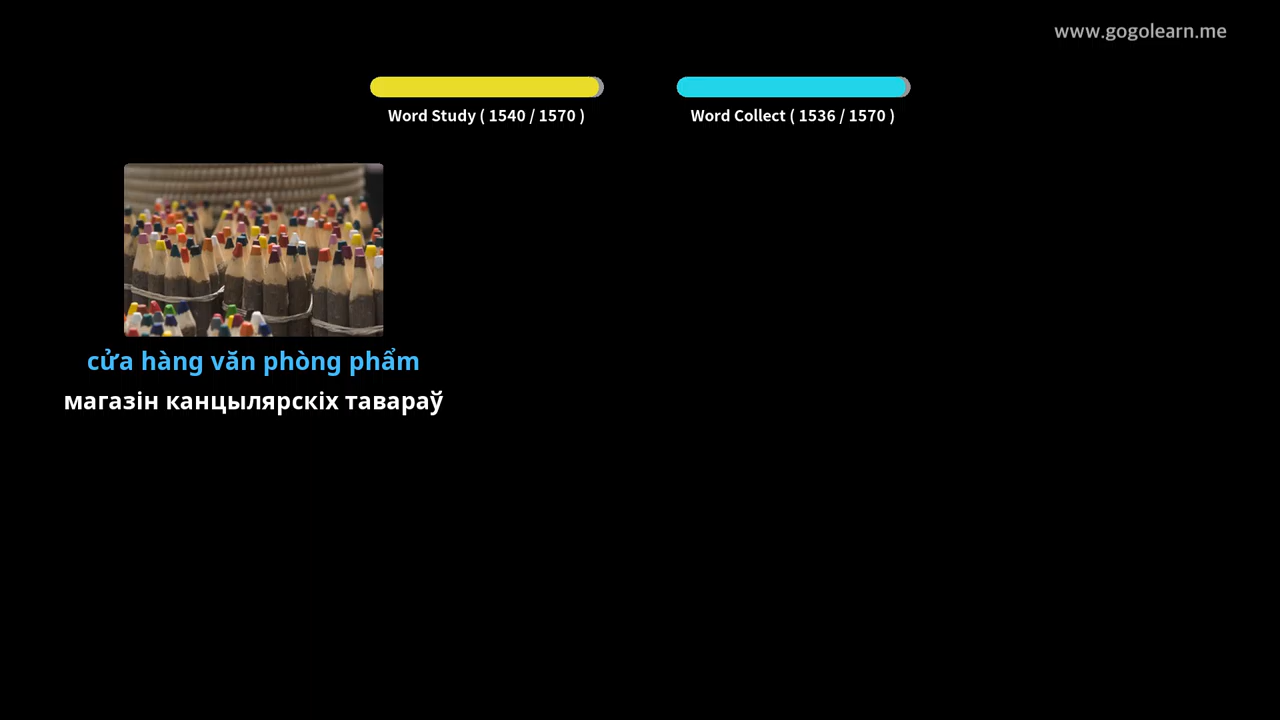 www.gogolearn.me
Word Study ( 1540 / 1570 )
Word Collect ( 1536 / 1570 )
cửa hàng văn phòng phẩm
магазін канцылярскіх тавараў